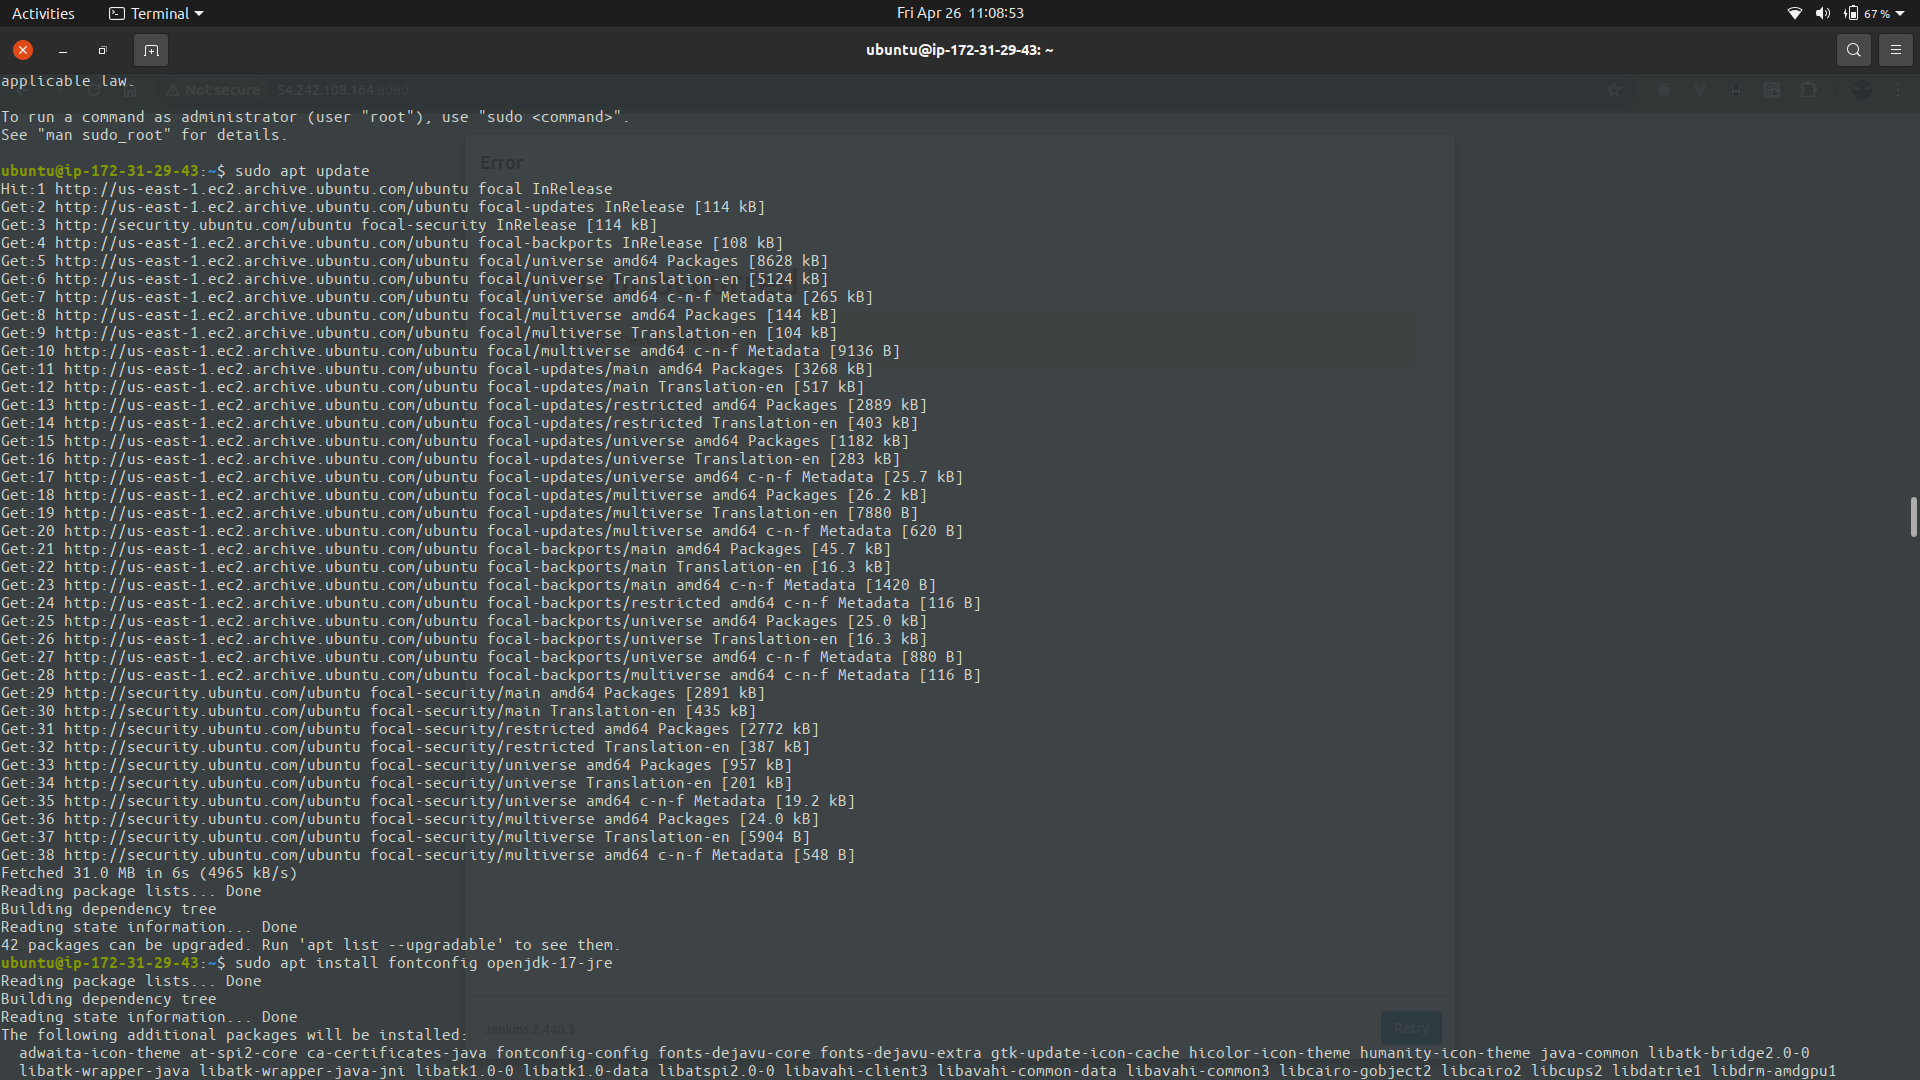 Activities
Terminal
Fri Apr 26 11:08:53
67 %
ubuntu@ip-172-31-29-43: ~
applicable law.
Not secure 54.242.108.164:8080
To run a command as administrator (user "root"), use "sudo <command>".
See "man sudo_root" for details.
Error
ubuntu@ip-172-31-29-43:~$ sudo apt update
Hit:1 http://us-east-1.ec2.archive.ubuntu.com/ubuntu focal InRelease
Get:2 http://us-east-1.ec2.archive.ubuntu.com/ubuntu focal-updates InRelease [114 kB]
Get:3 http://security.ubuntu.com/ubuntu focal-security InRelease [114 kB]
Get:4 http://us-east-1.ec2.archive.ubuntu.com/ubuntu focal-backports InRelease [108 kB]
Get:5 http://us-east-1.ec2.archive.ubuntu.com/ubuntu focal/universe amd64 Packages [8628 kB]
Get:6 http://us-east-1.ec2.archive.ubuntu.com/ubuntu focal/universe Translation-en [5124 kB]
Get:7 http://us-east-1.ec2.archive.ubuntu.com/ubuntu focal/universe amd64 c-n-f Metadata [265 kB]
Get:8 http://us-east-1.ec2.archive.ubuntu.com/ubuntu focal/multiverse amd64 Packages [144 kB]
Get:9 http://us-east-1.ec2.archive.ubuntu.com/ubuntu focal/multiverse Translation-en [104 kB]
Get:10 http://us-east-1.ec2.archive.ubuntu.com/ubuntu focal/multiverse amd64 c-n-f Metadata [9136 B]
Get:11 http://us-east-1.ec2.archive.ubuntu.com/ubuntu focal-updates/main amd64 Packages [3268 kB]
Get:12 http://us-east-1.ec2.archive.ubuntu.com/ubuntu focal-updates/main Translation-en [517 kB]
Get:13 http://us-east-1.ec2.archive.ubuntu.com/ubuntu focal-updates/restricted amd64 Packages [2889 kB]
Get:14 http://us-east-1.ec2.archive.ubuntu.com/ubuntu focal-updates/restricted Translation-en [403 kB]
Get:15 http://us-east-1.ec2.archive.ubuntu.com/ubuntu focal-updates/universe amd64 Packages [1182 kB]
Get:16 http://us-east-1.ec2.archive.ubuntu.com/ubuntu focal-updates/universe Translation-en [283 kB]
Get:17 http://us-east-1.ec2.archive.ubuntu.com/ubuntu focal-updates/universe amd64 c-n-f Metadata [25.7 kB]
Get:18 http://us-east-1.ec2.archive.ubuntu.com/ubuntu focal-updates/multiverse amd64 Packages [26.2 kB]
Get:19 http://us-east-1.ec2.archive.ubuntu.com/ubuntu focal-updates/multiverse Translation-en [7880 B]
Get:20 http://us-east-1.ec2.archive.ubuntu.com/ubuntu focal-updates/multiverse amd64 c-n-f Metadata [620 B]
Get:21 http://us-east-1.ec2.archive.ubuntu.com/ubuntu focal-backports/main amd64 Packages [45.7 kB]
Get:22 http://us-east-1.ec2.archive.ubuntu.com/ubuntu focal-backports/main Translation-en [16.3 kB]
Get:23 http://us-east-1.ec2.archive.ubuntu.com/ubuntu focal-backports/main amd64 c-n-f Metadata [1420 B]
Get:24 http://us-east-1.ec2.archive.ubuntu.com/ubuntu focal-backports/restricted amd64 c-n-f Metadata [116 B]
Get:25 http://us-east-1.ec2.archive.ubuntu.com/ubuntu focal-backports/universe amd64 Packages [25.0 kB]
Get:26 http://us-east-1.ec2.archive.ubuntu.com/ubuntu focal-backports/universe Translation-en [16.3 kB]
Get:27 http://us-east-1.ec2.archive.ubuntu.com/ubuntu focal-backports/universe amd64 c-n-f Metadata [880 B]
Get:28 http://us-east-1.ec2.archive.ubuntu.com/ubuntu focal-backports/multiverse amd64 c-n-f Metadata [116 B]
Get:29 http://security.ubuntu.com/ubuntu focal-security/main amd64 Packages [2891 kB]
Get:30 http://security.ubuntu.com/ubuntu focal-security/main Translation-en [435 kB]
Get:31 http://security.ubuntu.com/ubuntu focal-security/restricted amd64 Packages [2772 kB]
Get:32 http://security.ubuntu.com/ubuntu focal-security/restricted Translation-en [387 kB]
Get:33 http://security.ubuntu.com/ubuntu focal-security/universe amd64 Packages [957 kB]
Get:34 http://security.ubuntu.com/ubuntu focal-security/universe Translation-en [201 kB]
Get:35 http://security.ubuntu.com/ubuntu focal-security/universe amd64 c-n-f Metadata [19.2 kB]
Get:36 http://security.ubuntu.com/ubuntu focal-security/multiverse amd64 Packages [24.0 kB]
Get:37 http://security.ubuntu.com/ubuntu focal-security/multiverse Translation-en [5904 B]
Get:38 http://security.ubuntu.com/ubuntu focal-security/multiverse amd64 c-n-f Metadata [548 B]
Fetched 31.0 MB in 6s (4965 kB/s)
Reading package lists... Done
Building dependency tree
Reading state information... Done
42 packages can be upgraded. Run 'apt list --upgradable' to see them.
ubuntu@ip-172-31-29-43:~$ sudo apt install fontconfig openjdk-17-jre
Reading package lists... Done
Building dependency tree
Reading state information... Done
Jenkins 2.440.3
Retry
The following additional packages will be installed:
adwaita-icon-theme at-spi2-core ca-certificates-java fontconfig-config fonts-dejavu-core fonts-dejavu-extra gtk-update-icon-cache hicolor-icon-theme humanity-icon-theme java-common libatk-bridge2.0-0
libatk-wrapper-java libatk-wrapper-java-jni libatk1.0-0 libatk1.0-data libatspi2.0-0 libavahi-client3 libavahi-common-data libavahi-common3 libcairo-gobject2 libcairo2 libcups2 libdatrie1 libdrm-amdgpu1